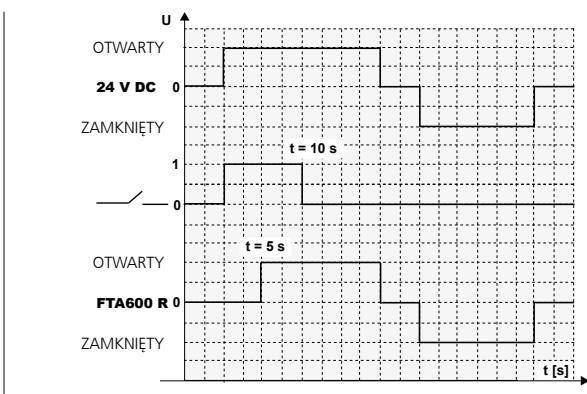 U
OTWARTY
24 V DC 0
ZAMKNIĘTY
t = 10 s
1
0
t = 5 s
OTWARTY
FTA600 R 0
ZAMKNIĘTY
t [s]